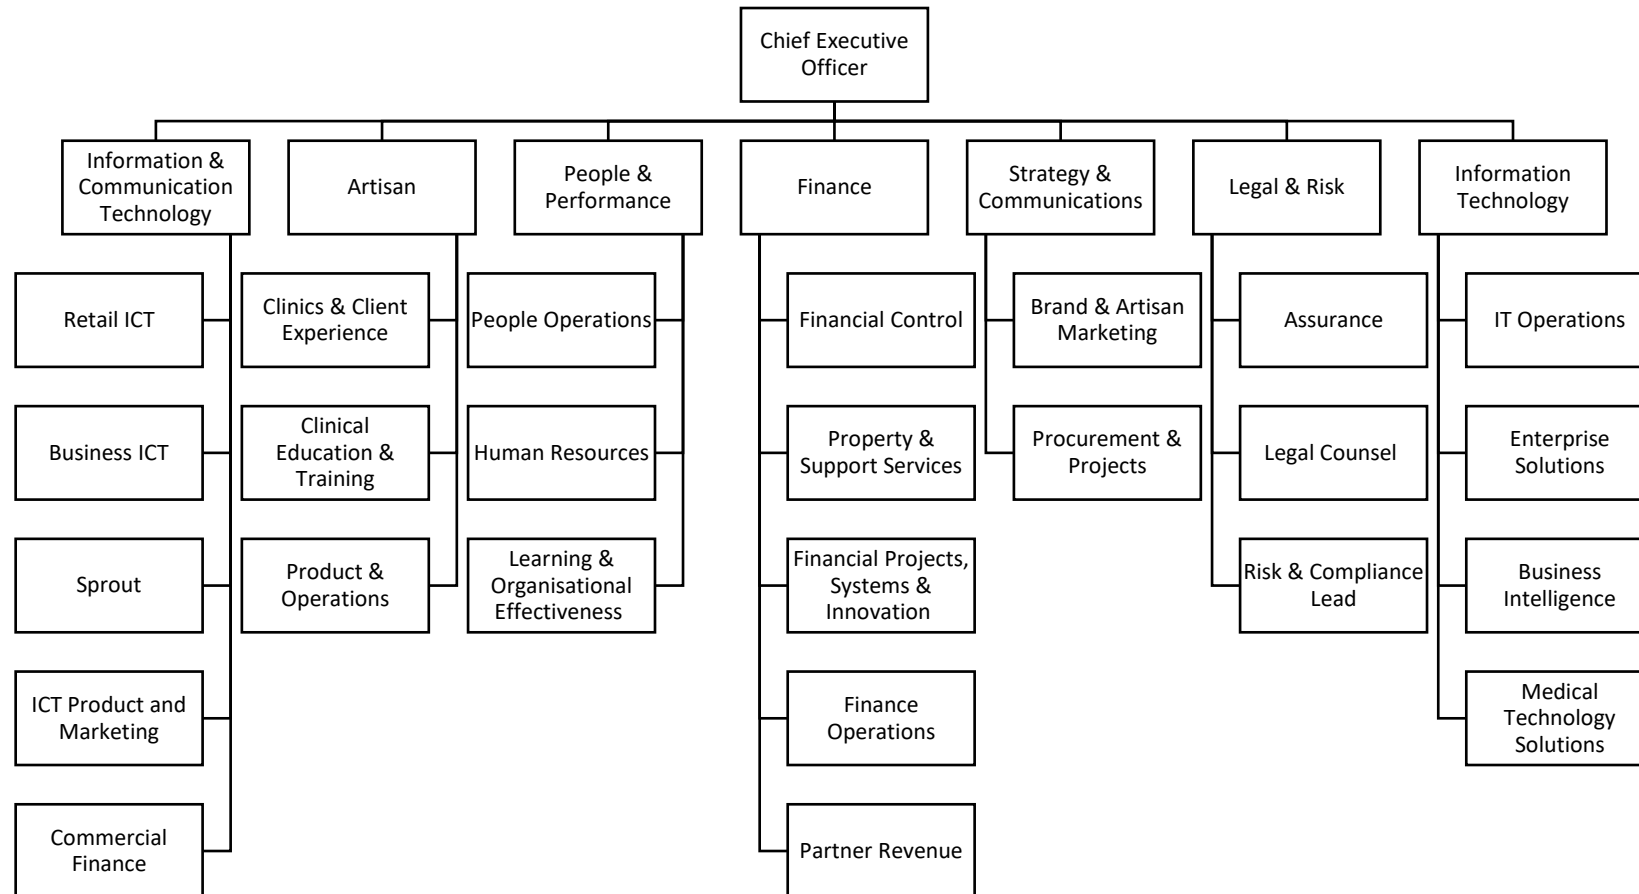 Chief Executive
Officer
Information &
Communication
Technology
Artisan
People &
Performance
Finance
Strategy &
Communications
Legal & Risk
Information
Technology
Retail ICT
Clinics & Client
Experience
People Operations
Financial Control
Brand & Artisan
Marketing
Assurance
IT Operations
Business ICT
Clinical
Education &
Training
Human Resources
Property &
Support Services
Procurement &
Projects
Legal Counsel
Enterprise
Solutions
Sprout
Product &
Operations
Learning &
Organisational
Effectiveness
Financial Projects,
Systems &
Innovation
Risk & Compliance
Lead
Business
Intelligence
ICT Product and
Marketing
Finance
Operations
Medical
Technology
Solutions
Commercial
Finance
Partner Revenue